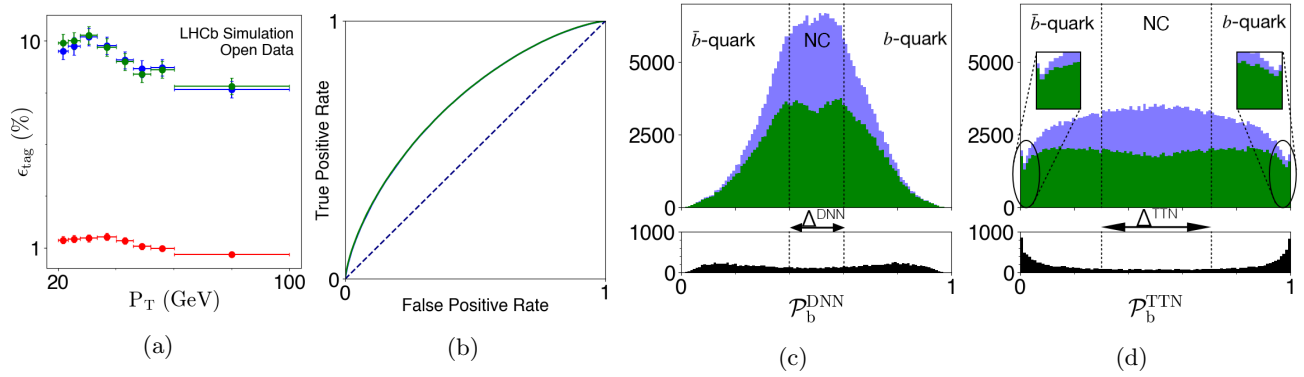 LHCb Simulation
Open Data
10
1
ϵ_tag (%)
20
100
P_T (GeV)
(a)
1
True Positive Rate
0
0
1
False Positive Rate
(b)
b̄-quark
NC
b-quark
5000
2500
0
Δ^DNN
1000
0
0
1
𝒫_b^DNN
(c)
b̄-quark
NC
b-quark
5000
2500
0
Δ^TTN
1000
0
0
1
𝒫_b^TTN
(d)